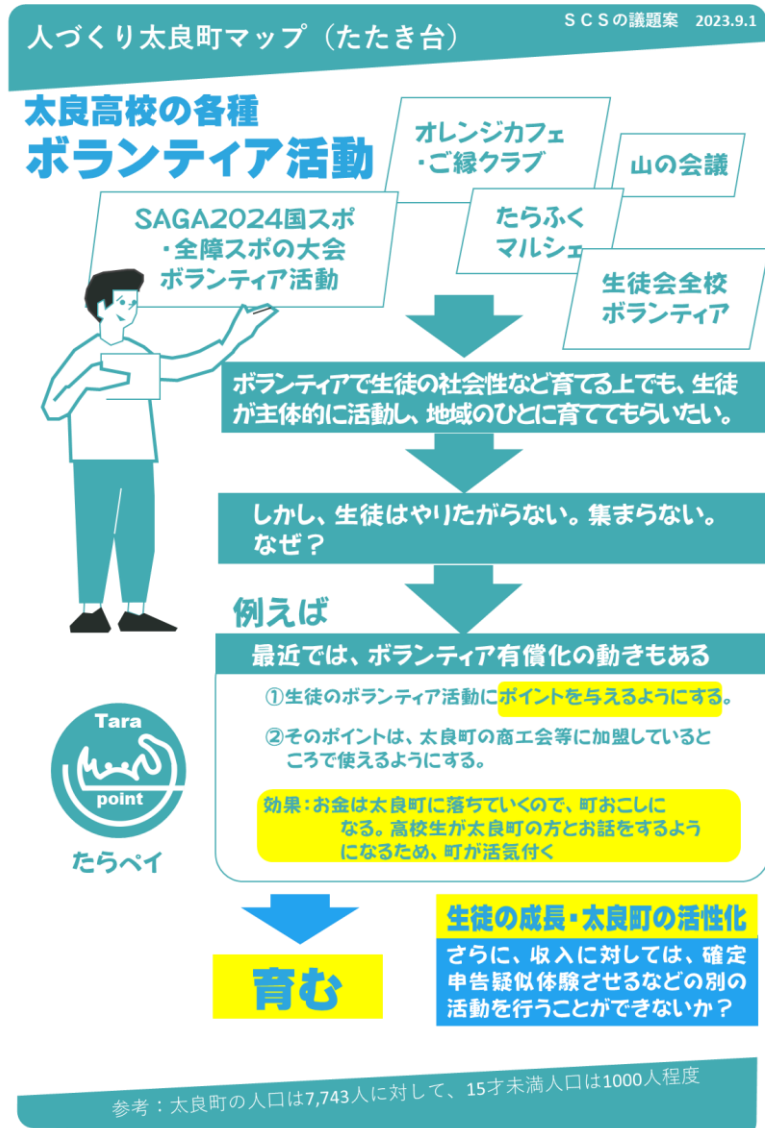 人づくり太良町マップ（たたき台）
ＳＣＳの議題案　2023.9.1
太良高校の各種
ボランティア活動
オレンジカフェ
・ご縁クラブ
山の会議
SAGA2024国スポ
・全障スポの大会
ボランティア活動
たらふく
マルシェ
生徒会全校
ボランティア
ボランティアで生徒の社会性など育てる上でも、生徒
が主体的に活動し、地域のひとに育ててもらいたい。
しかし、生徒はやりたがらない。集まらない。
なぜ？
例えば
最近では、ボランティア有償化の動きもある
①生徒のボランティア活動にポイントを与えるようにする。
②そのポイントは、太良町の商工会等に加盟していると
ころで使えるようにする。
効果：お金は太良町に落ちていくので、町おこしに
なる。高校生が太良町の方とお話をするよう
になるため、町が活気付く
Tara
point
たらペイ
育む
生徒の成長・太良町の活性化
さらに、収入に対しては、確定
申告疑似体験させるなどの別の
活動を行うことができないか？
参考：太良町の人口は7,743人に対して、15才未満人口は1000人程度